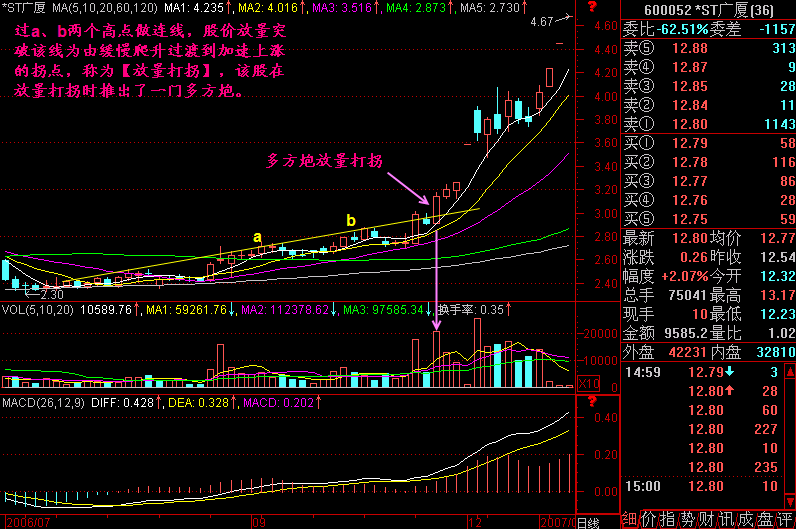 *ST广厦 MA(5,10,20,60,120) MA1: 4.235↑, MA2: 4.016↑, MA3: 3.516↑, MA4: 2.873↑, MA5: 2.730↑
过a、b两个高点做连线，股价放量突
破该线为由缓慢爬升过渡到加速上涨
的拐点，称为【放量打拐】，该股在
放量打拐时推出了一门多方炮。
4.67
4.60
4.40
4.20
4.00
3.80
3.60
3.40
3.20
3.00
2.80
2.60
2.40
多方炮放量打拐
a
b
2.30
VOL(5,10,20) 10589.76↑, MA1: 59261.76↓, MA2: 112378.62↓, MA3: 97585.34↓, 换手率: 0.35↑
20000
10000
X10
0
MACD(26,12,9) DIFF: 0.428↑, DEA: 0.328↑, MACD: 0.202↑
?
0.40
0.20
0.00
2006/07
09
12
2007/0
日线
600052 *ST广厦(36)
委比 -62.51% 委差 -1157
卖⑤ 12.88 313
卖④ 12.87 9
卖③ 12.85 28
卖② 12.84 11
卖① 12.80 1143
买① 12.79 58
买② 12.78 116
买③ 12.77 86
买④ 12.76 28
买⑤ 12.75 59
最新 12.80 均价 12.77
涨跌 0.26 昨收 12.54
幅度 +2.07% 今开 12.32
总手 75041 最高 13.17
现手 10 最低 12.23
金额 9585.2 量比 1.02
外盘 42231 内盘 32810
14:59 12.79↓ 3
12.80↑ 28
12.80 60
12.80 227
12.80 10
12.80 235
15:00 12.80 10
细 价 指 势 财 讯 成 盘 评